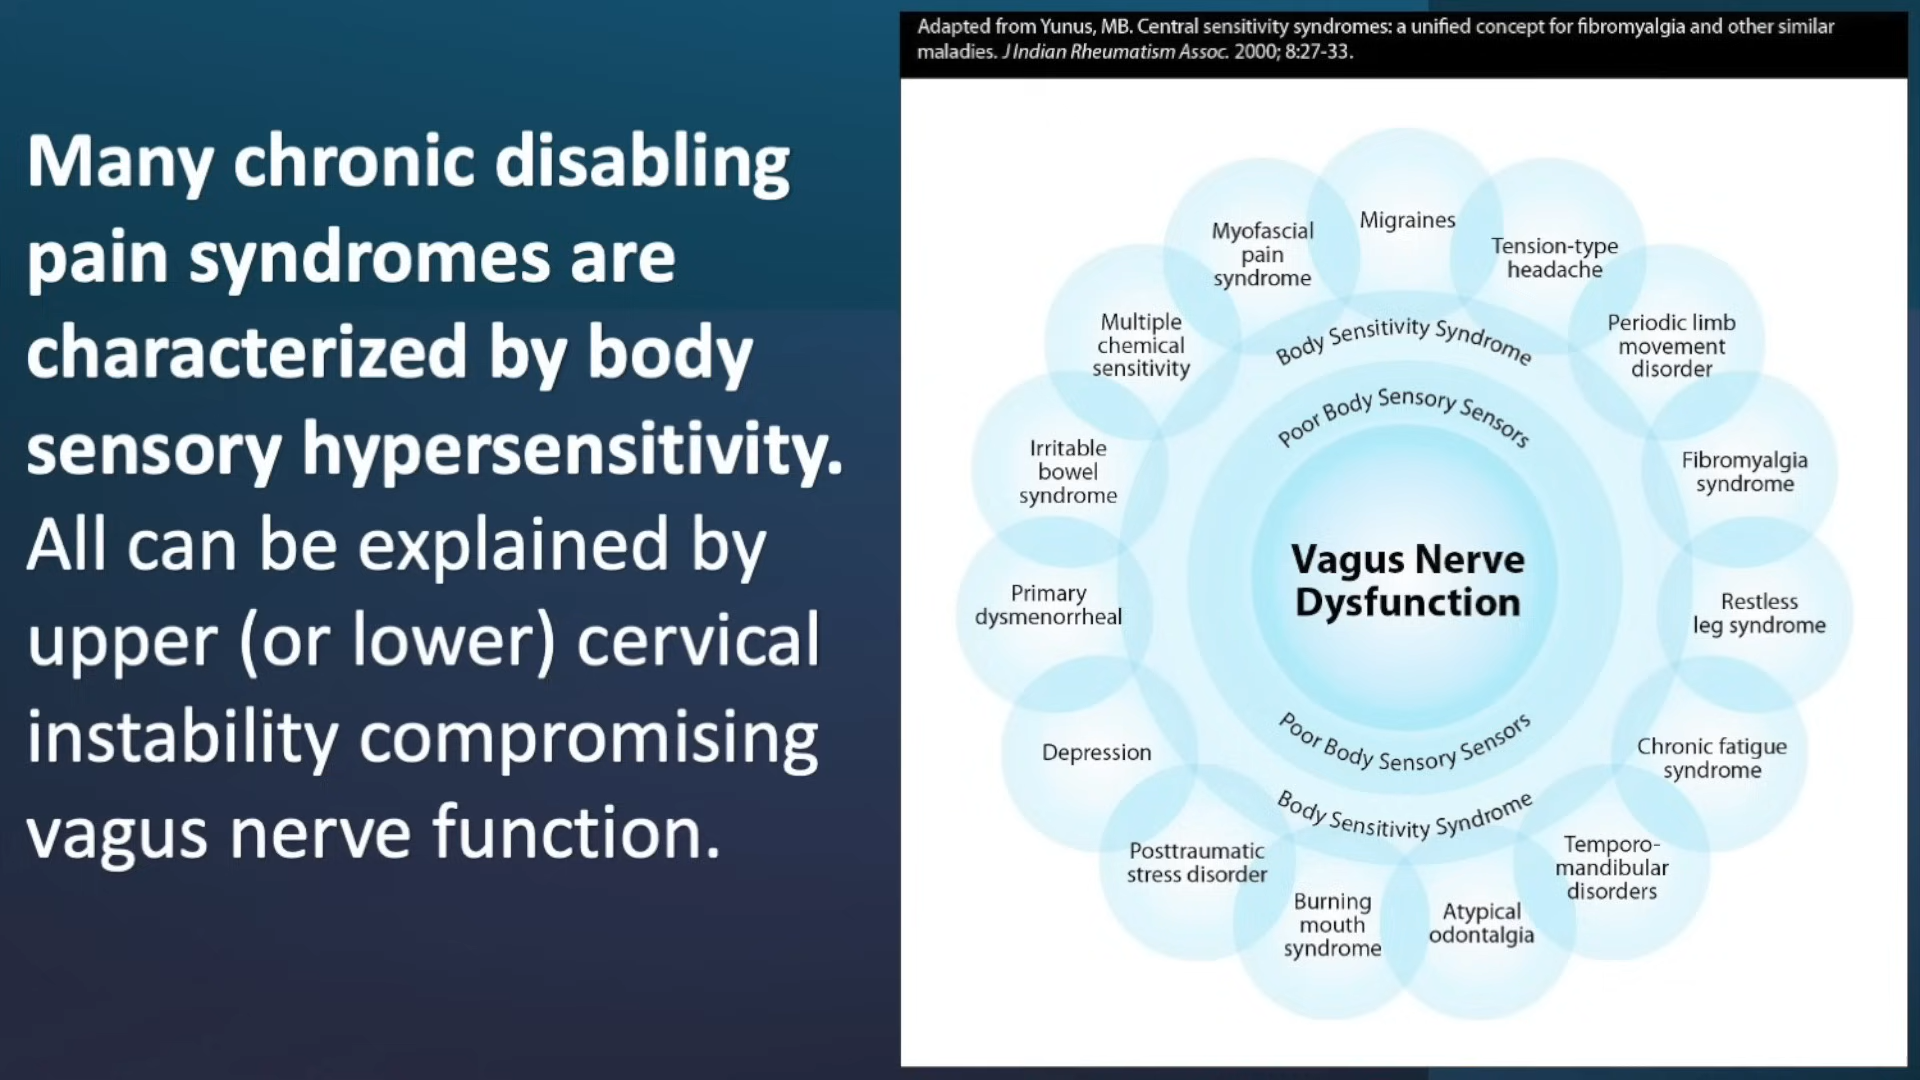 Many chronic disabling
pain syndromes are
characterized by body
sensory hypersensitivity.
All can be explained by
upper (or lower) cervical
instability compromising
vagus nerve function.
Adapted from Yunus, MB. Central sensitivity syndromes: a unified concept for fibromyalgia and other similar
maladies. J Indian Rheumatism Assoc. 2000; 8:27-33.
Migraines
Tension-type
headache
Periodic limb
movement
disorder
Fibromyalgia
syndrome
Restless
leg syndrome
Chronic fatigue
syndrome
Temporo-
mandibular
disorders
Atypical
odontalgia
Burning
mouth
syndrome
Posttraumatic
stress disorder
Depression
Primary
dysmenorrheal
Irritable
bowel
syndrome
Multiple
chemical
sensitivity
Myofascial
pain
syndrome
Body Sensitivity Syndrome
Poor Body Sensory Sensors
Vagus Nerve
Dysfunction
Poor Body Sensory Sensors
Body Sensitivity Syndrome